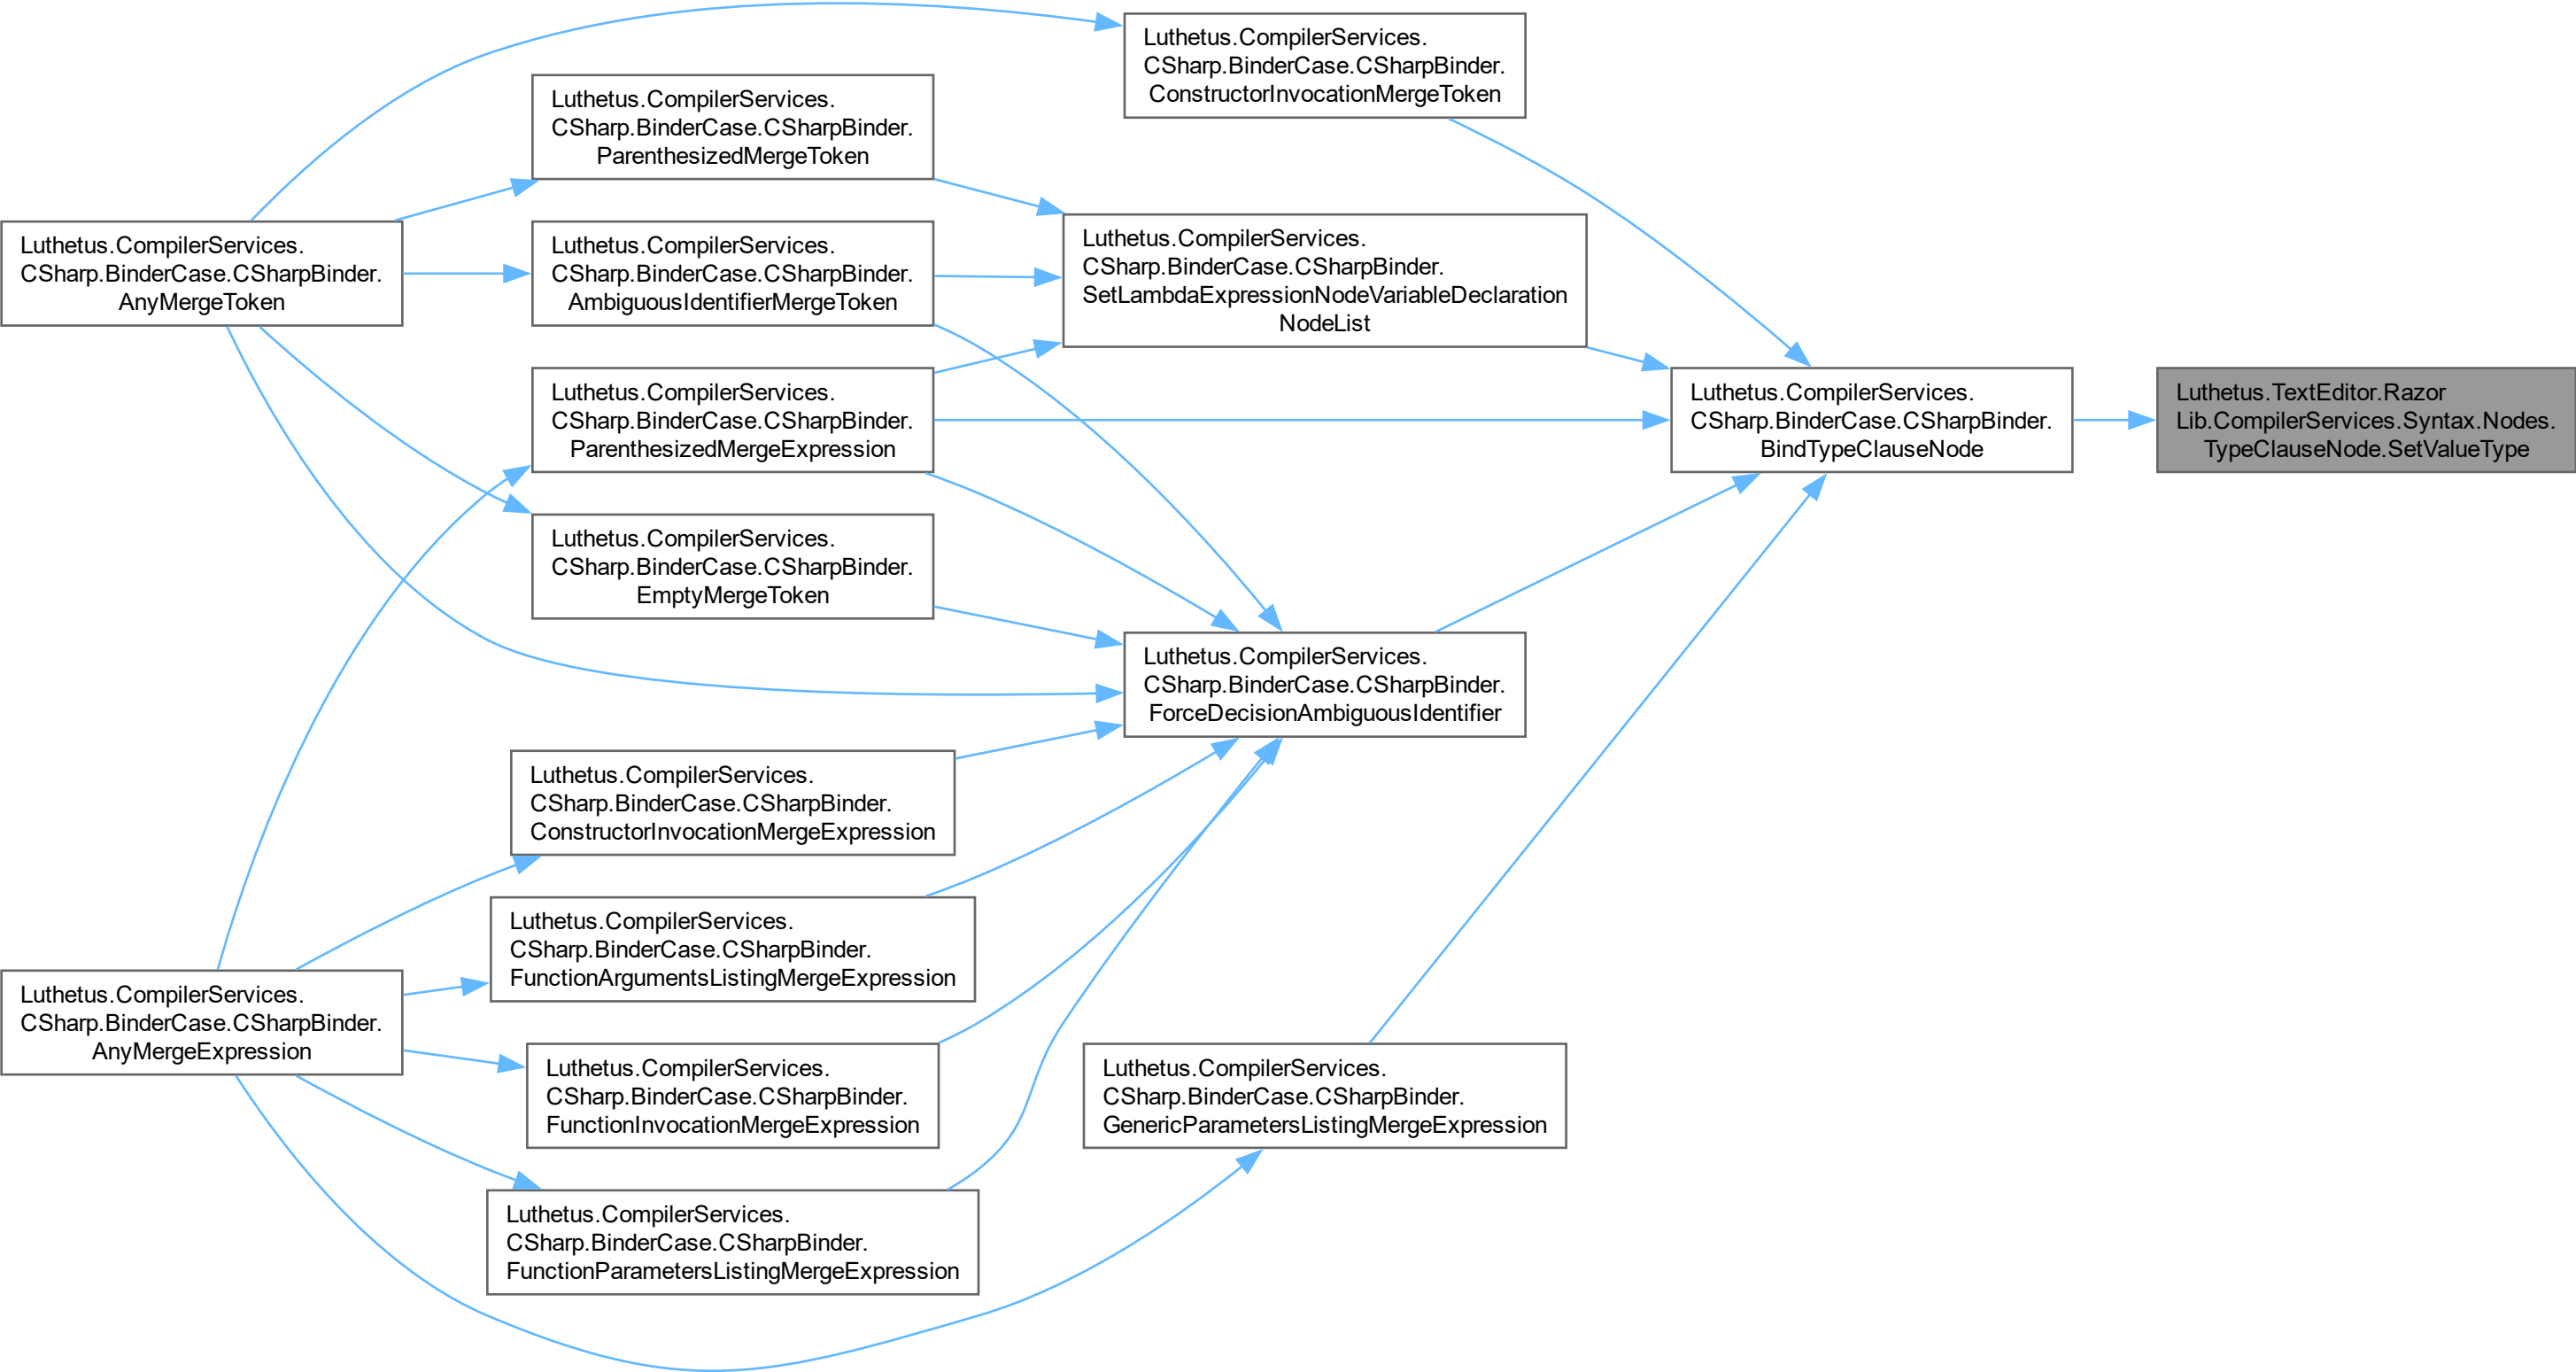 Luthetus.CompilerServices.
CSharp.BinderCase.CSharpBinder.
ConstructorInvocationMergeToken
Luthetus.CompilerServices.
CSharp.BinderCase.CSharpBinder.
ParenthesizedMergeToken
Luthetus.CompilerServices.
CSharp.BinderCase.CSharpBinder.
AnyMergeToken
Luthetus.CompilerServices.
CSharp.BinderCase.CSharpBinder.
AmbiguousIdentifierMergeToken
Luthetus.CompilerServices.
CSharp.BinderCase.CSharpBinder.
SetLambdaExpressionNodeVariableDeclaration
NodeList
Luthetus.CompilerServices.
CSharp.BinderCase.CSharpBinder.
ParenthesizedMergeExpression
Luthetus.CompilerServices.
CSharp.BinderCase.CSharpBinder.
BindTypeClauseNode
Luthetus.TextEditor.Razor
Lib.CompilerServices.Syntax.Nodes.
TypeClauseNode.SetValueType
Luthetus.CompilerServices.
CSharp.BinderCase.CSharpBinder.
EmptyMergeToken
Luthetus.CompilerServices.
CSharp.BinderCase.CSharpBinder.
ForceDecisionAmbiguousIdentifier
Luthetus.CompilerServices.
CSharp.BinderCase.CSharpBinder.
ConstructorInvocationMergeExpression
Luthetus.CompilerServices.
CSharp.BinderCase.CSharpBinder.
FunctionArgumentsListingMergeExpression
Luthetus.CompilerServices.
CSharp.BinderCase.CSharpBinder.
AnyMergeExpression
Luthetus.CompilerServices.
CSharp.BinderCase.CSharpBinder.
FunctionInvocationMergeExpression
Luthetus.CompilerServices.
CSharp.BinderCase.CSharpBinder.
GenericParametersListingMergeExpression
Luthetus.CompilerServices.
CSharp.BinderCase.CSharpBinder.
FunctionParametersListingMergeExpression